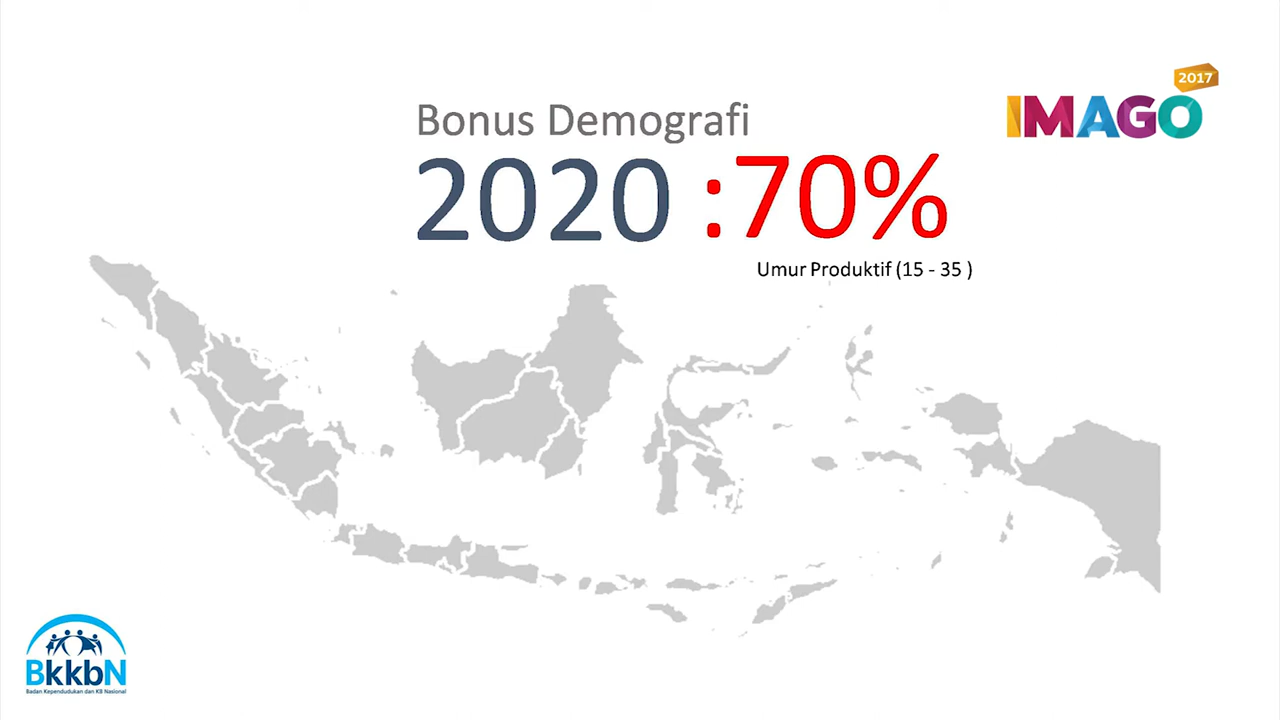 2017
IMAGO
Bonus Demografi
2020 :70%
Umur Produktif (15 - 35 )
BkkbN
Badan Kependudukan dan KB Nasional